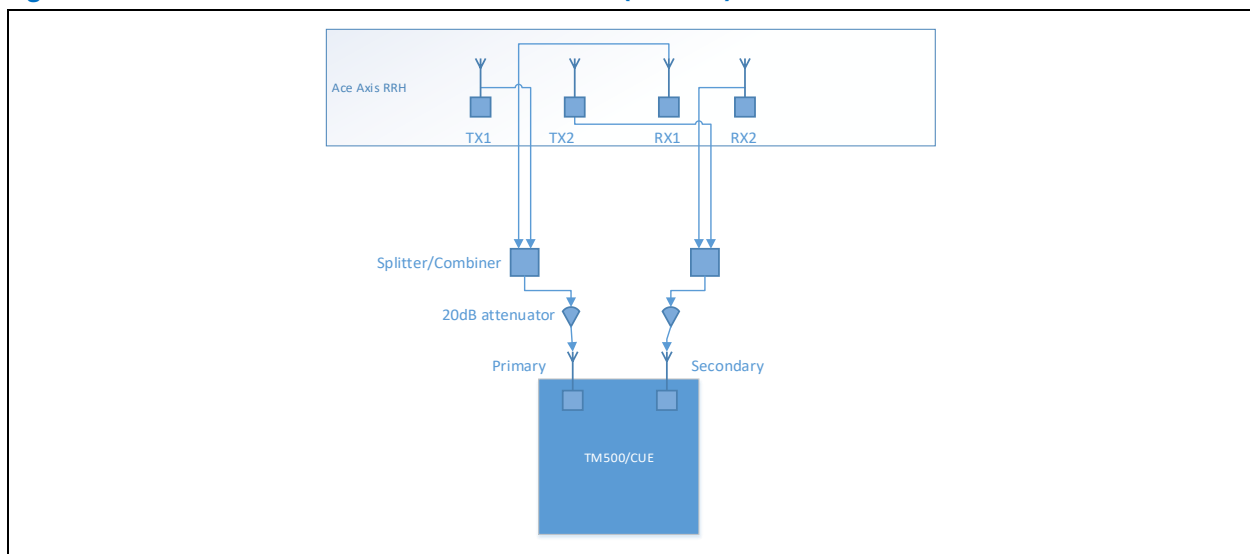 Ace Axis RRH
TX1
TX2
RX1
RX2
Splitter/Combiner
20dB attenuator
Primary
Secondary
TM500/CUE